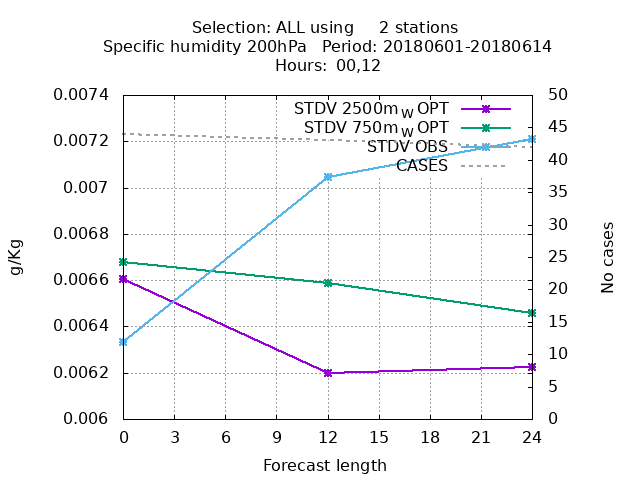 Selection: ALL using 2 stations
Specific humidity 200hPa Period: 20180601-20180614
Hours: 00,12
0.0074
0.0072
0.007
0.0068
0.0066
0.0064
0.0062
0.006
g/Kg
STDV 2500m W OPT
STDV 750m W OPT
STDV OBS
CASES
50
45
40
35
30
25
20
15
10
5
0
No cases
0 3 6 9 12 15 18 21 24
Forecast length